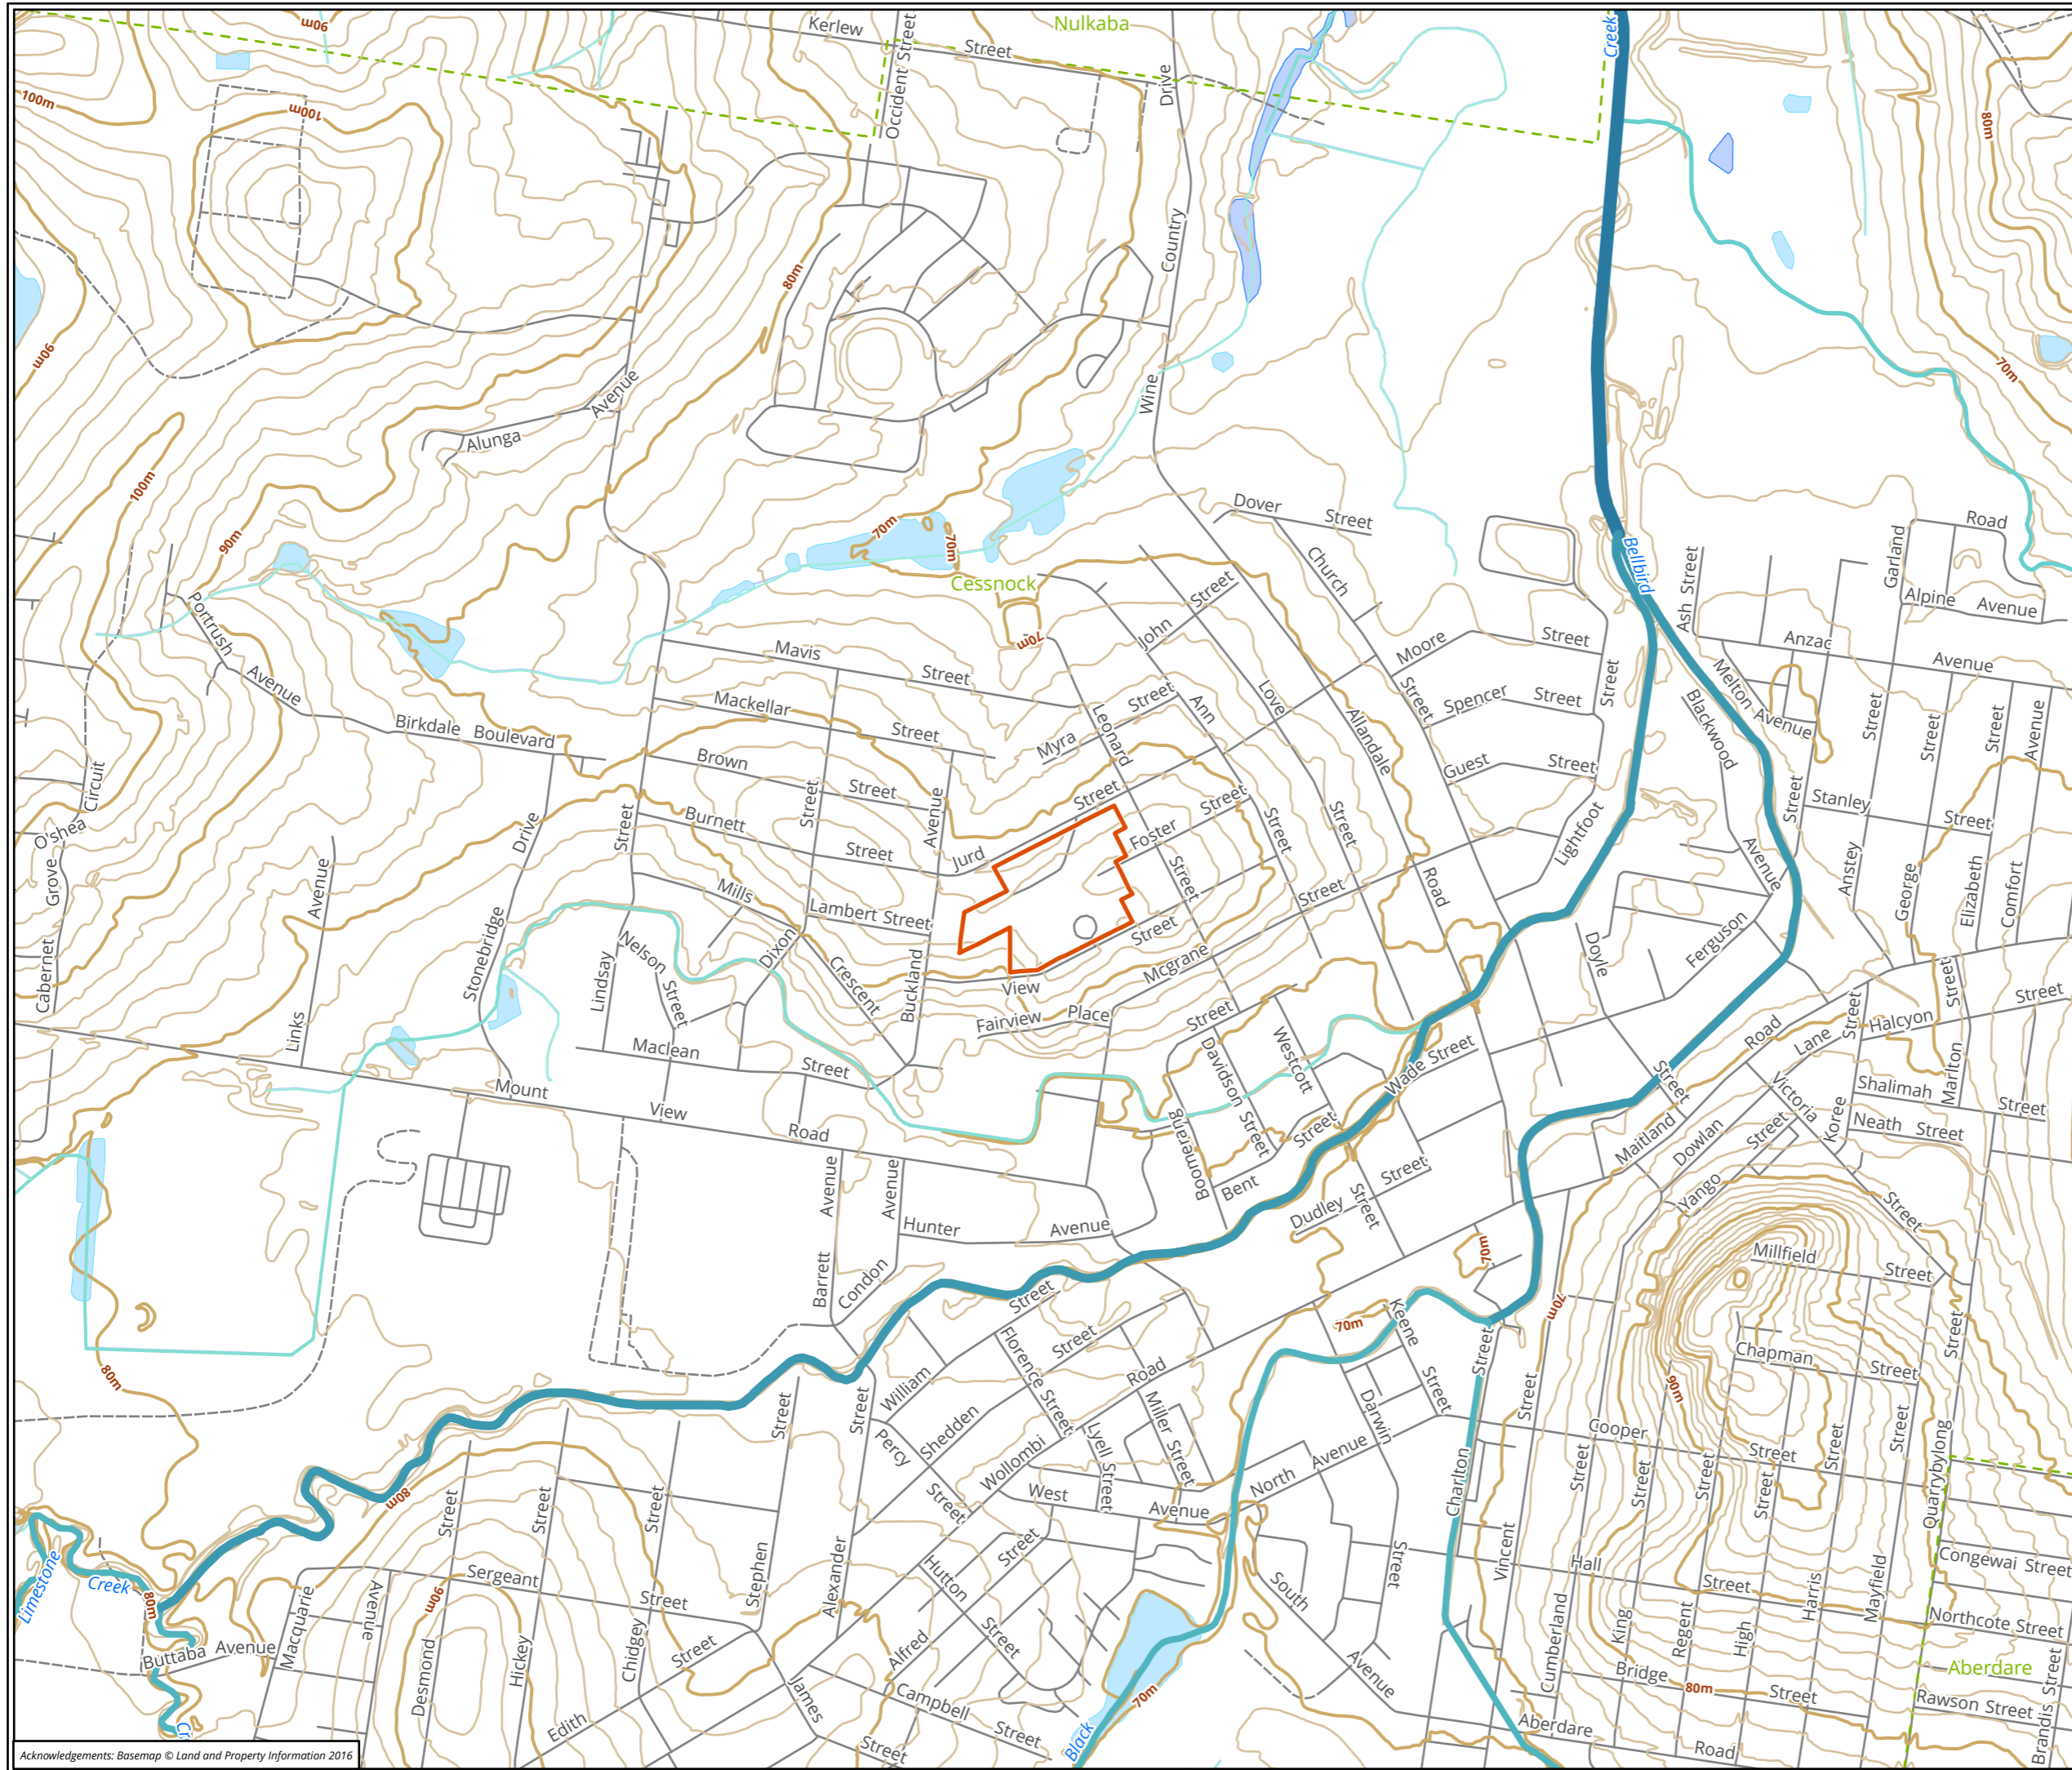 90m
Kerlew
Street
Nulkaba
Occident Street
Drive
Creek
100m
100m
80m
80m
Country
90m
70m
Wine
Avenue
Alunga
100m
90m
70m
70m
Dover
Street
Church
Cessnock
70m
Bellbird
Ash Street
Garland
Road
Alpine
Avenue
Portrush
Avenue
Mavis
Street
John
Street
Moore
Street
Street
Anzac
Avenue
Birkdale
Boulevard
Mackellar
Street
Myra
Street
Leonard
Ann
Love
Allandale
Street
Spencer
Street
Melton
Avenue
Blackwood
Street
Street
Street
Avenue
Circuit
Brown
Street
Street
Guest
Street
Street
Stanley
Street
O'shea
Grove
Drive
Street
Burnett
Street
Street
Avenue
Jurd
Foster
Street
Street
Street
Street
Lightfoot
Avenue
Anstey
George
Elizabeth
Comfort
Avenue
Mills
Lambert Street
Street
Street
Road
Doyle
Ferguson
Cabernet
Stonebridge
Lindsay
Nelson
Street
Dixon
Crescent
Buckland
View
Mcgrane
Links
Fairview
Place
Street
Davidson
Street
Westcott
Wade Street
Road
Lane
Street
Halcyon
Street
Street
Maclean
Street
Mount
View
Road
Street
Victoria
Shalimah
Street
Marlton
Koree
Neath
Street
Boomerang
Street
Bent
Maitland
Dowlan
Street
Yango
Street
Avenue
Avenue
Hunter
Avenue
Dudley
Street
Street
Barrett
Condon
70m
Millfield
Street
Street
70m
70m
Keene
Street
Street
Street
Florence
Street
Street
William
Road
Chapman
Street
90m
80m
Street
Street
Percy
Street
Shedden
Wollombi
Lyell
Street
Miller
Street
Darwin
Street
North
Avenue
Street
Cooper
Street
Street
Street
Quarrybylong
Charlton
West
Avenue
80m
Street
Street
Street
Street
Street
Street
Street
Limestone
Creek
80m
Sergeant
Street
90m
Stephen
Alexander
Hutton
Street
Street
Vincent
Hall
Street
Congewai Street
Northcote Street
Macquarie
Avenue
Buttaba
Avenue
Desmond
Hickey
Chidgey
Street
Alfred
South
Avenue
Cumberland
King
Regent
High
Harris
Mayfield
Bridge
80m
Street
Aberdare
Street
Rawson Street
Brandis
Edith
James
Street
Campbell
Street
70m
Black
Aberdare
Road
Cr
Acknowledgements: Basemap © Land and Property Information 2016